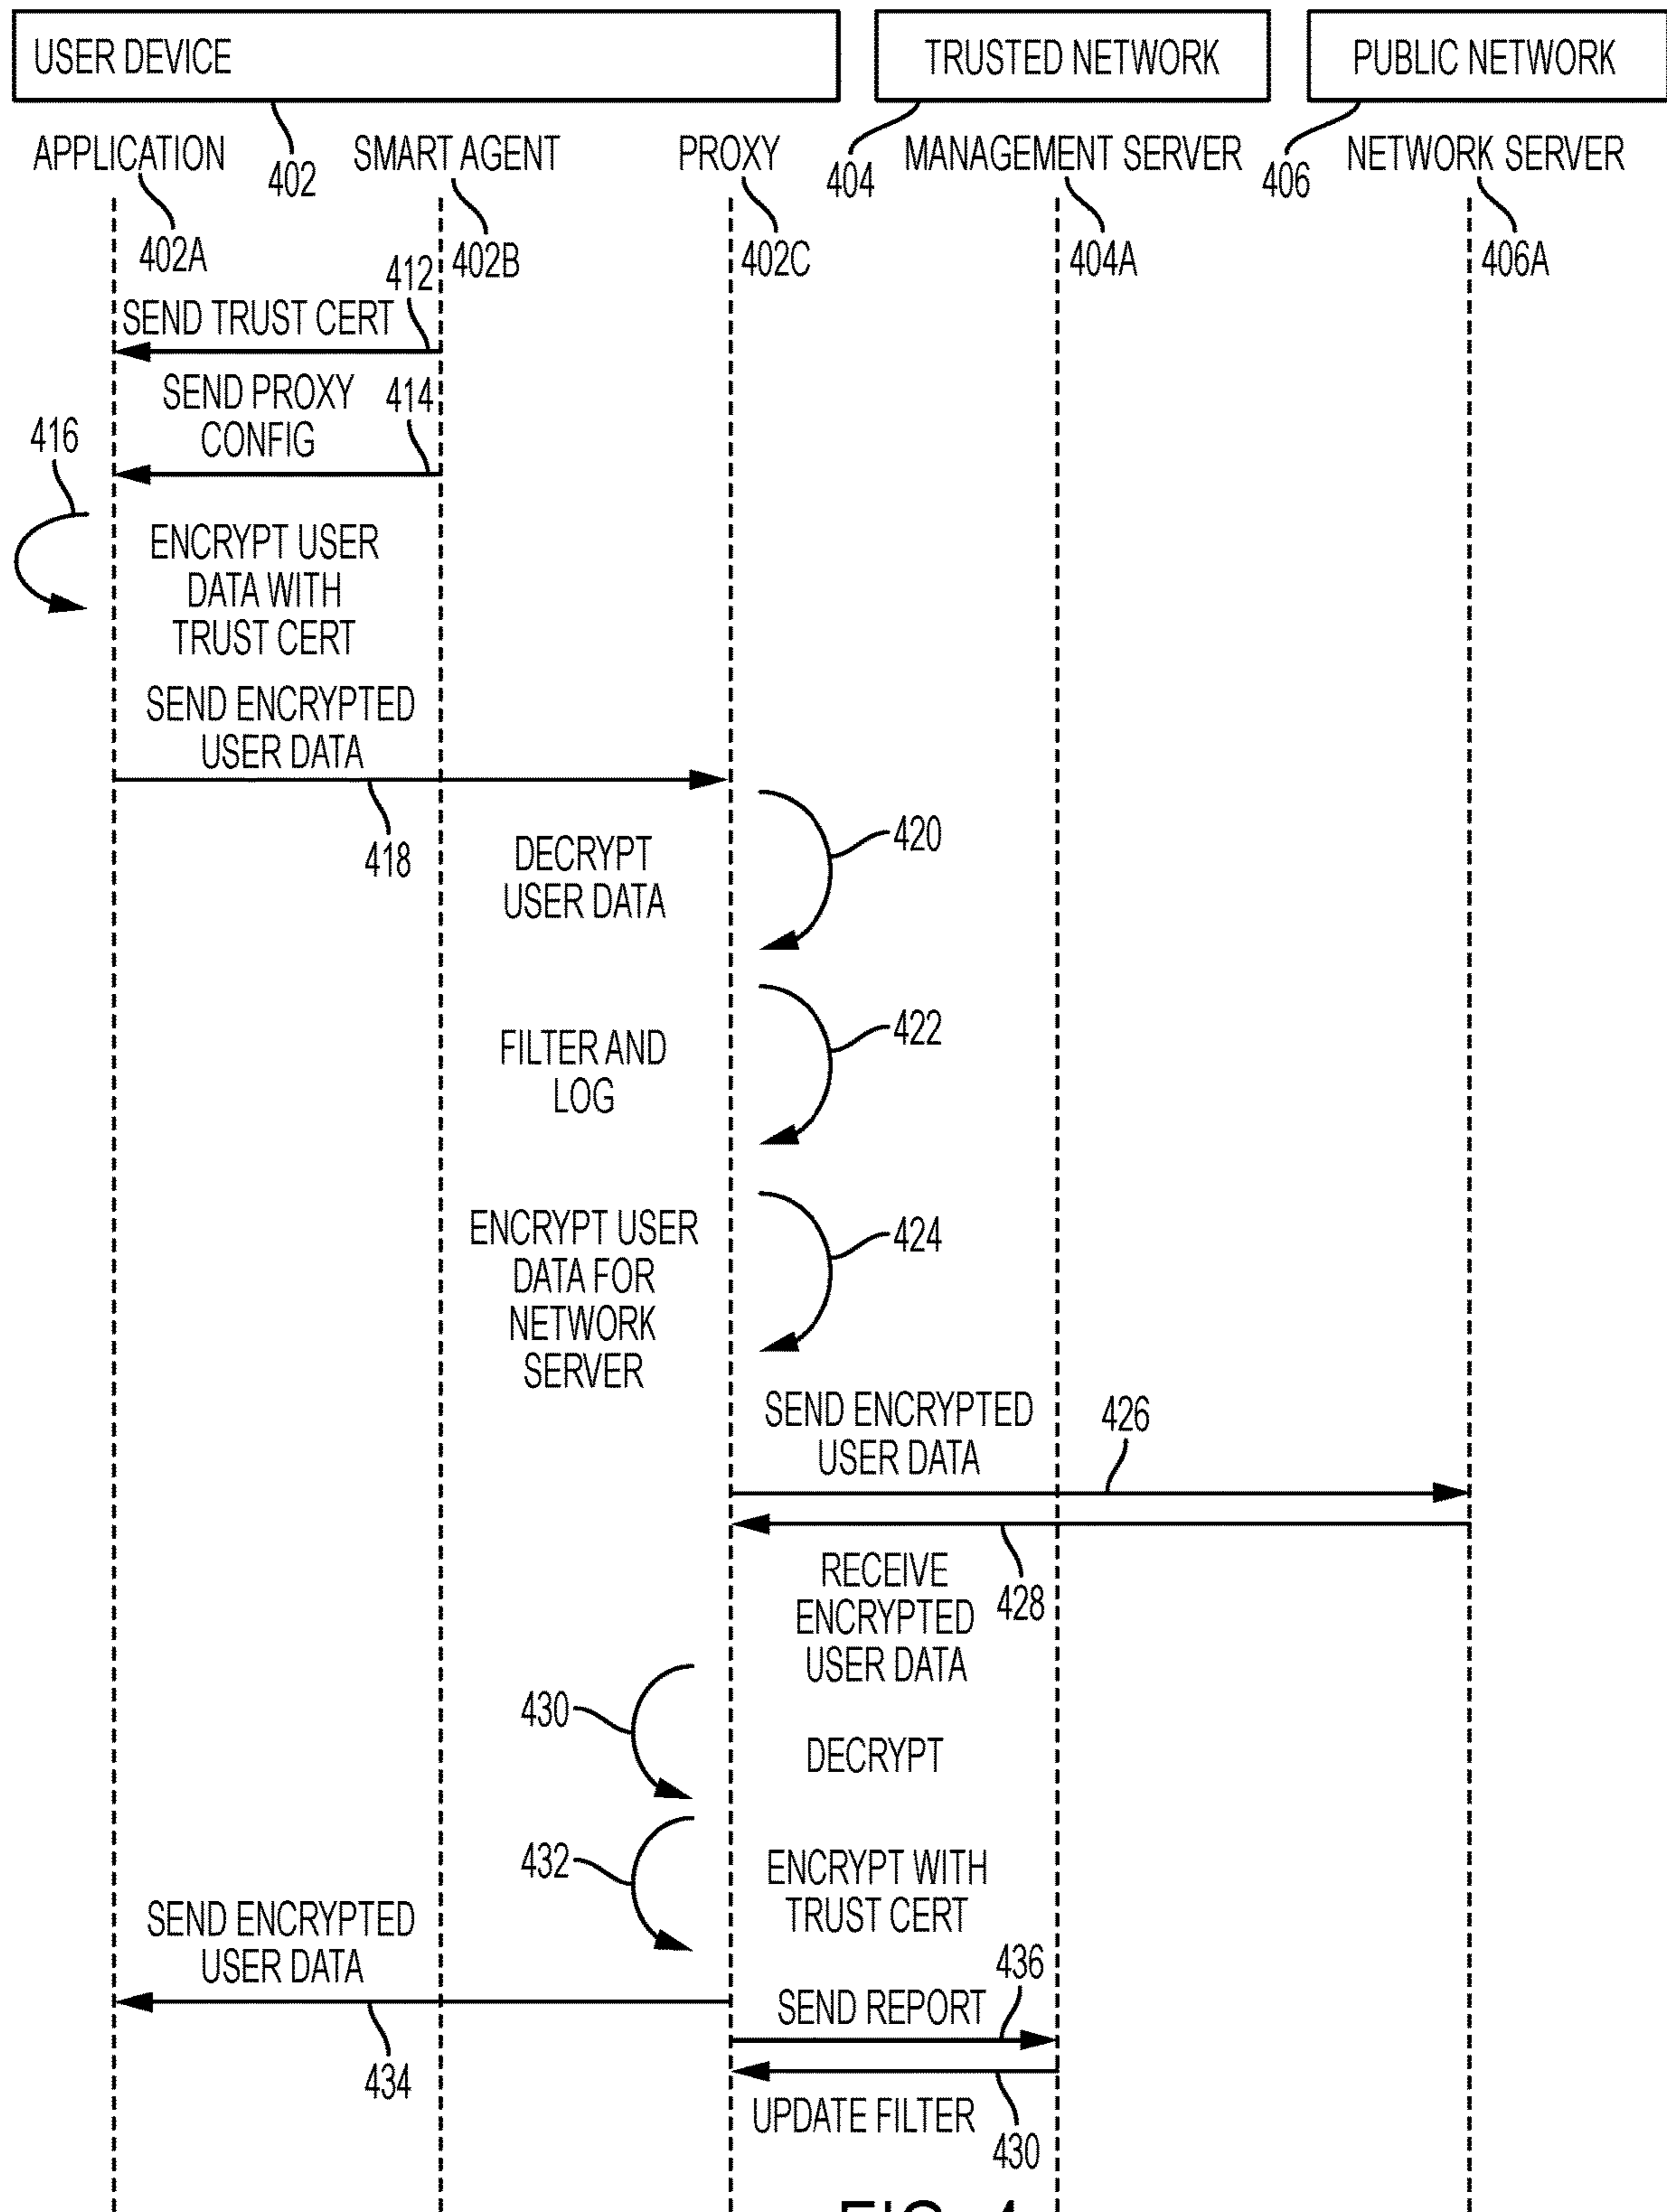 USER DEVICE
TRUSTED NETWORK
PUBLIC NETWORK
APPLICATION
402
SMART AGENT
PROXY
404
MANAGEMENT SERVER
406
NETWORK SERVER
402A
412
402B
402C
404A
406A
SEND TRUST CERT
SEND PROXY
CONFIG
414
416
ENCRYPT USER
DATA WITH
TRUST CERT
SEND ENCRYPTED
USER DATA
418
DECRYPT
USER DATA
420
FILTER AND
LOG
422
ENCRYPT USER
DATA FOR
NETWORK
SERVER
424
SEND ENCRYPTED
USER DATA
426
RECEIVE
ENCRYPTED
USER DATA
428
430
DECRYPT
432
ENCRYPT WITH
TRUST CERT
SEND ENCRYPTED
USER DATA
434
436
SEND REPORT
UPDATE FILTER
430
FIG. 4